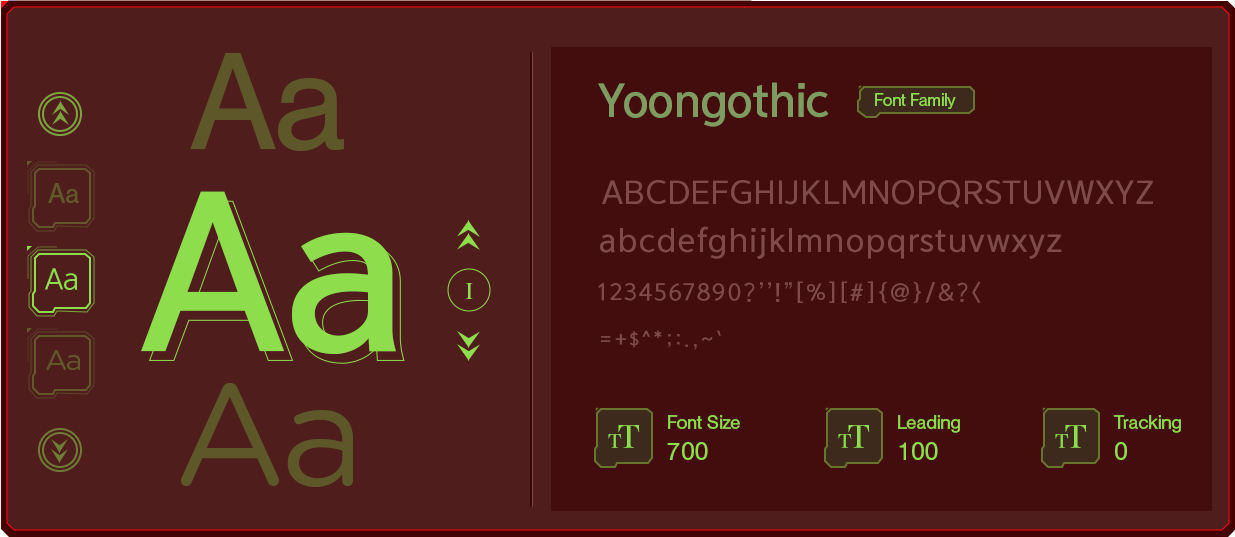 Aa
Aa
Aa
Aa
Aa
Aa
I
Yoongothic
Font Family
ABCDEFGHIJKLMNOPQRSTUVWXYZ
abcdefghijklmnopqrstuvwxyz
1234567890?’’!”[%][#]{@}/&?〈
=+$^*;:.,~‵
TT Font Size
700
TT Leading
100
TT Tracking
0